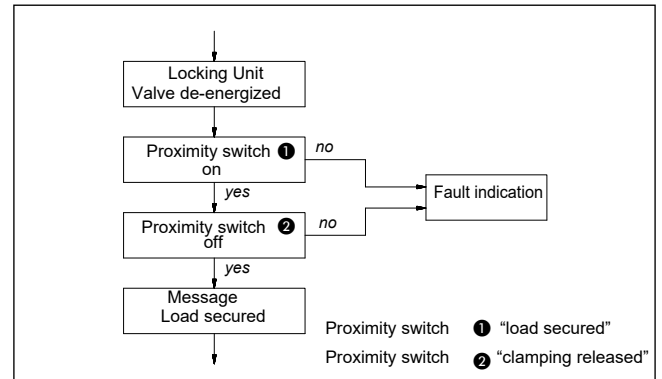 Locking Unit
Valve de-energized
Proximity switch ❶
on
no
yes
Fault indication
Proximity switch ❷
off
no
yes
Message
Load secured
Proximity switch ❶ “load secured”
Proximity switch ❷ “clamping released”